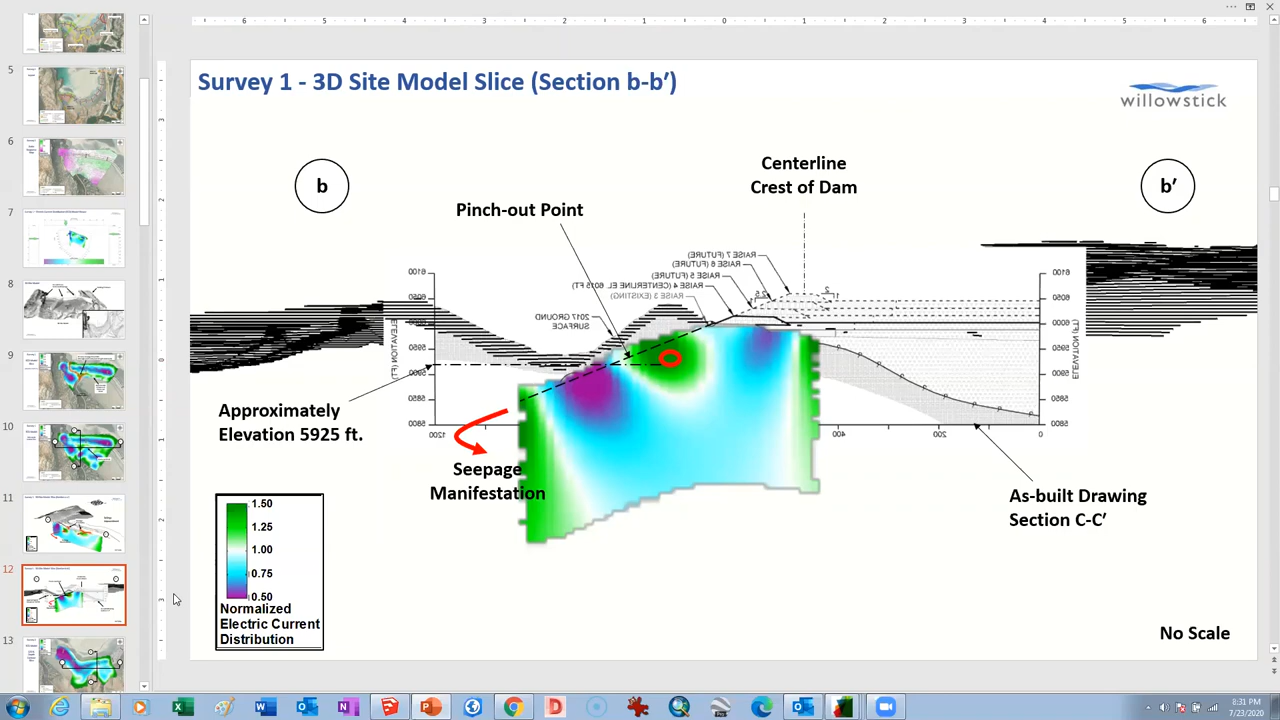 Survey 1 - 3D Site Model Slice (Section b-b’)
willowstick
b
b’
Centerline
Crest of Dam
Pinch-out Point
RAISE 7 (FUTURE)
RAISE 6 (FUTURE)
RAISE 5 (FUTURE)
RAISE 4 (CENTERLINE EL. 6075 FT)
RAISE 3 (EXISTING)
2017 GROUND
SURFACE
6100
6050
6000
5950
5900
5850
5800
ELEVATION (FT)
1200
400
200
0
Approximately
Elevation 5925 ft.
Seepage
Manifestation
As-built Drawing
Section C-C’
1.50
1.25
1.00
0.75
0.50
Normalized
Electric Current
Distribution
No Scale
5
6
7
8
9
10
11
12
13
8:31 PM
7/23/2020